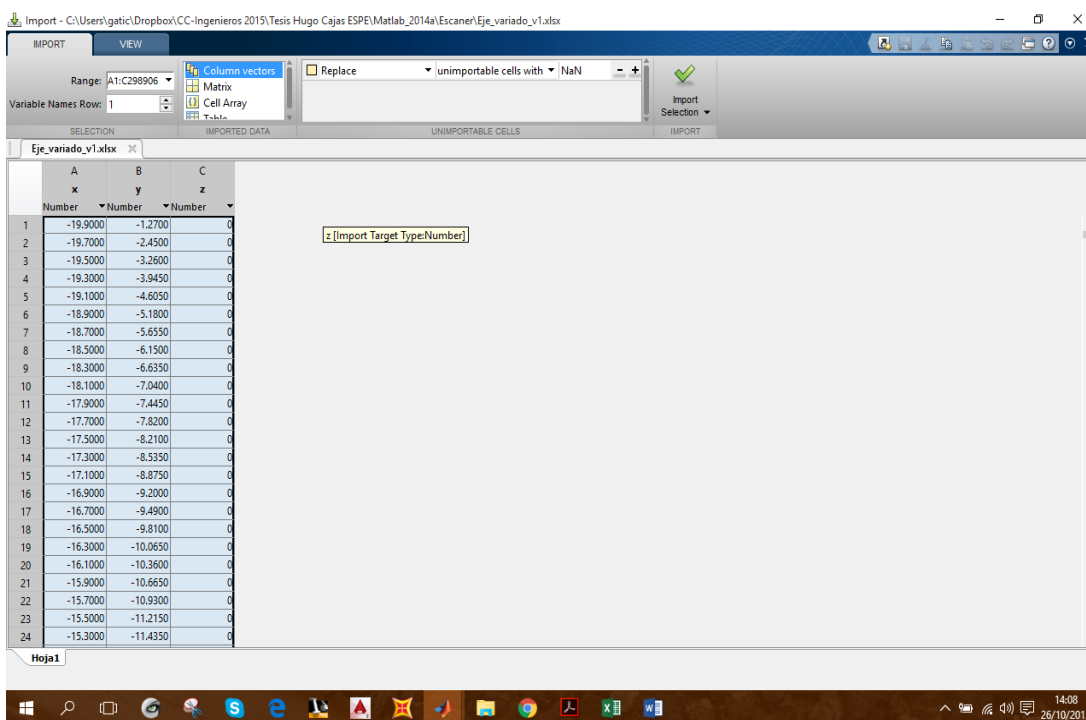 Import - C:\Users\gatic\Dropbox\CC-Ingenieros 2015\Tesis Hugo Cajas ESPE\Matlab_2014a\Escaner\Eje_variado_v1.xlsx
IMPORT VIEW
Range: A1:C298906
Variable Names Row: 1
Column vectors
Matrix
Cell Array
Table
Replace unimportable cells with NaN
Import
Selection
SELECTION IMPORTED DATA UNIMPORTABLE CELLS IMPORT
Eje_variado_v1.xlsx
A B C
x y z
Number Number Number
1 -19.9000 -1.2700 0
2 -19.7000 -2.4500 0
3 -19.5000 -3.2600 0
4 -19.3000 -3.9450 0
5 -19.1000 -4.6050 0
6 -18.9000 -5.1800 0
7 -18.7000 -5.6550 0
8 -18.5000 -6.1500 0
9 -18.3000 -6.6350 0
10 -18.1000 -7.0400 0
11 -17.9000 -7.4450 0
12 -17.7000 -7.8200 0
13 -17.5000 -8.2100 0
14 -17.3000 -8.5350 0
15 -17.1000 -8.8750 0
16 -16.9000 -9.2000 0
17 -16.7000 -9.4900 0
18 -16.5000 -9.8100 0
19 -16.3000 -10.0650 0
20 -16.1000 -10.3600 0
21 -15.9000 -10.6650 0
22 -15.7000 -10.9300 0
23 -15.5000 -11.2150 0
24 -15.3000 -11.4350 0
z [Import Target Type:Number]
Hoja1
14:08
26/10/201